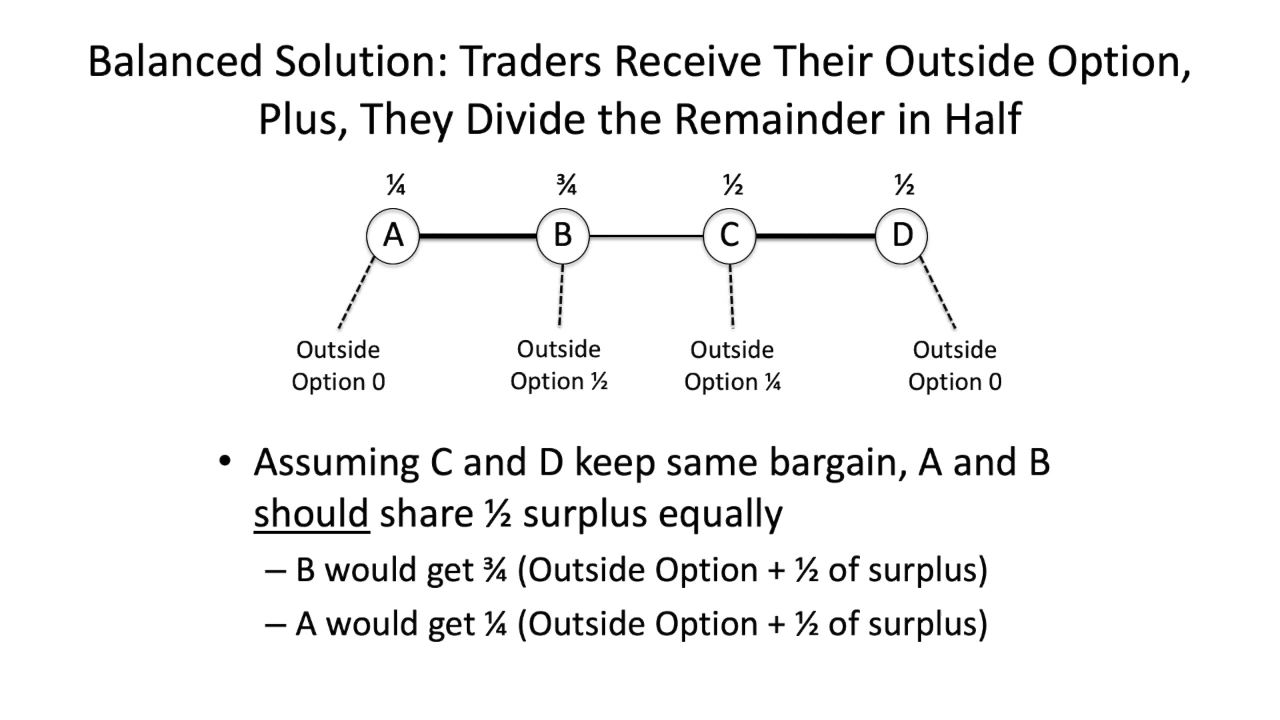 Balanced Solution: Traders Receive Their Outside Option,
Plus, They Divide the Remainder in Half
¼ ¾ ½ ½
A B C D
Outside Outside Outside Outside
Option 0 Option ½ Option ¼ Option 0
• Assuming C and D keep same bargain, A and B
should share ½ surplus equally
– B would get ¾ (Outside Option + ½ of surplus)
– A would get ¼ (Outside Option + ½ of surplus)